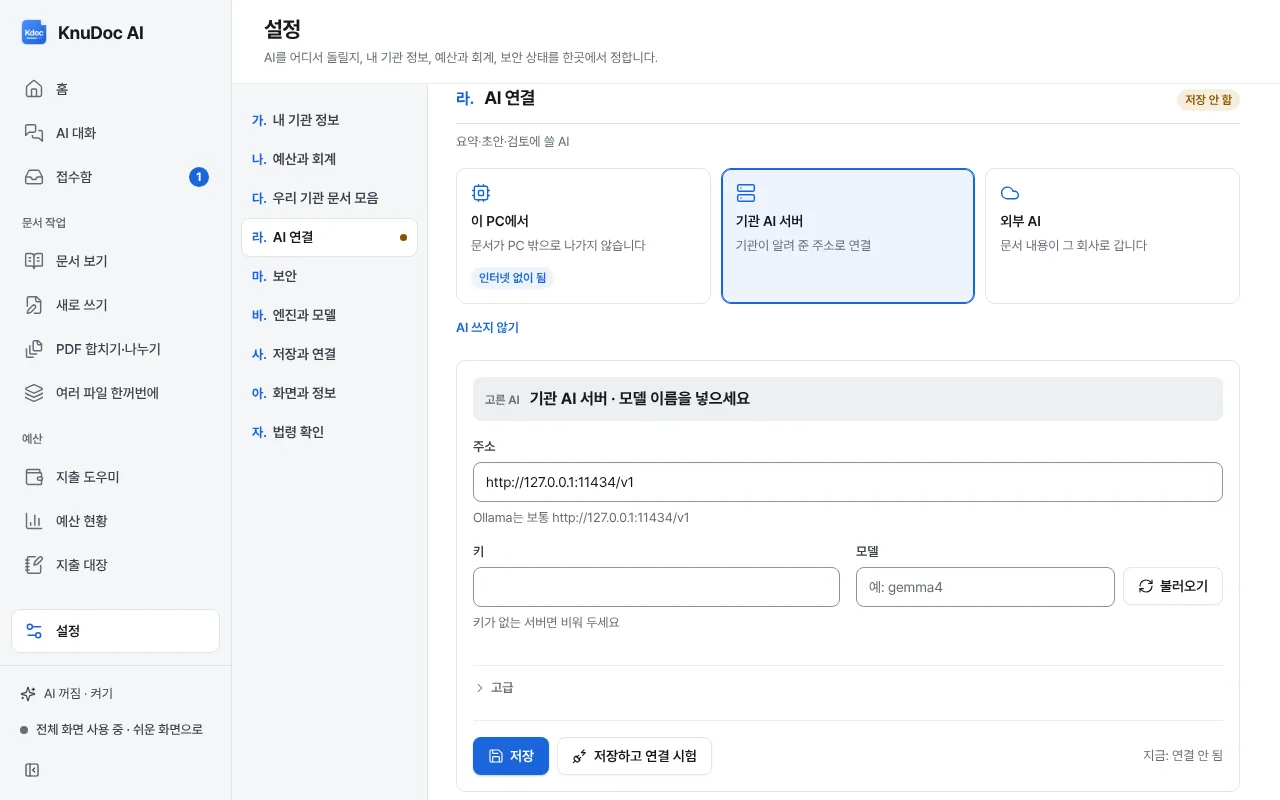 Kdoc
KnuDoc AI
홈
AI 대화
접수함
1
문서 작업
문서 보기
새로 쓰기
PDF 합치기·나누기
여러 파일 한꺼번에
예산
지출 도우미
예산 현황
지출 대장
설정
AI 꺼짐 · 켜기
전체 화면 사용 중 · 쉬운 화면으로
설정
AI를 어디서 돌릴지, 내 기관 정보, 예산과 회계, 보안 상태를 한곳에서 정합니다.
가. 내 기관 정보
나. 예산과 회계
다. 우리 기관 문서 모음
라. AI 연결
마. 보안
바. 엔진과 모델
사. 저장과 연결
아. 화면과 정보
자. 법령 확인
라. AI 연결
저장 안 함
요약·초안·검토에 쓸 AI
이 PC에서
문서가 PC 밖으로 나가지 않습니다
인터넷 없이 됨
기관 AI 서버
기관이 알려 준 주소로 연결
외부 AI
문서 내용이 그 회사로 갑니다
AI 쓰지 않기
고른 AI 기관 AI 서버 · 모델 이름을 넣으세요
주소
http://127.0.0.1:11434/v1
Ollama는 보통 http://127.0.0.1:11434/v1
키
모델
예: gemma4
불러오기
키가 없는 서버면 비워 두세요
고급
저장
저장하고 연결 시험
지금: 연결 안 됨